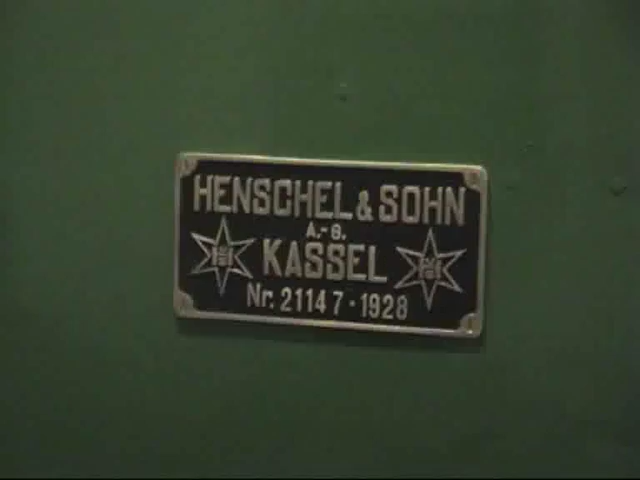 HENSCHEL & SOHN
A.-G.
KASSEL
Nr. 21147 · 1928